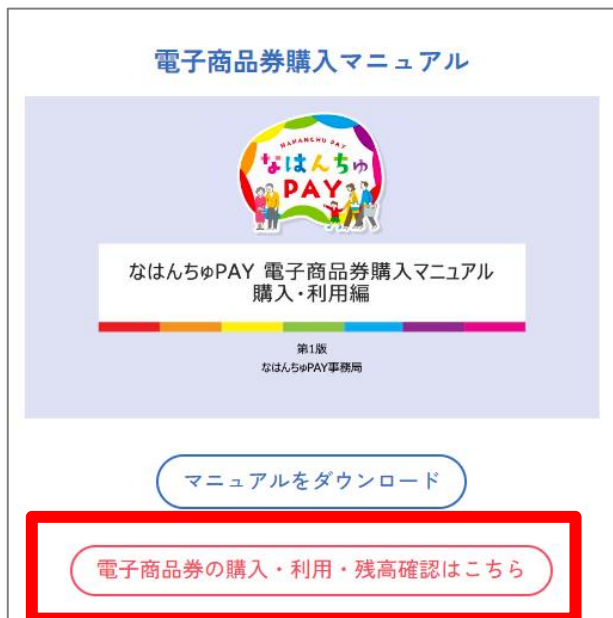 電子商品券購入マニュアル
NAHANCHU PAY
なはんちゅ
PAY
なはんちゅPAY 電子商品券購入マニュアル
購入・利用編
第1版
なはんちゅPAY事務局
マニュアルをダウンロード
電子商品券の購入・利用・残高確認はこちら